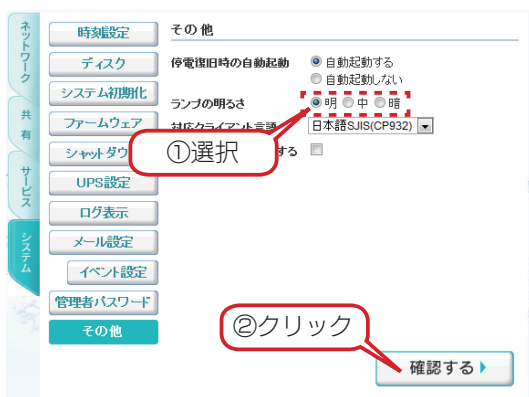 ネットワーク
共有
サービス
システム
時刻設定
ディスク
システム初期化
ファームウェア
シャットダウ
UPS設定
ログ表示
メール設定
イベント設定
管理者パスワード
その他
その他
停電復旧時の自動起動 自動起動する
自動起動しない
ランプの明るさ 明 中 暗
対応クライアント言語 日本語SJIS(CP932)
①選択 する
②クリック
確認する